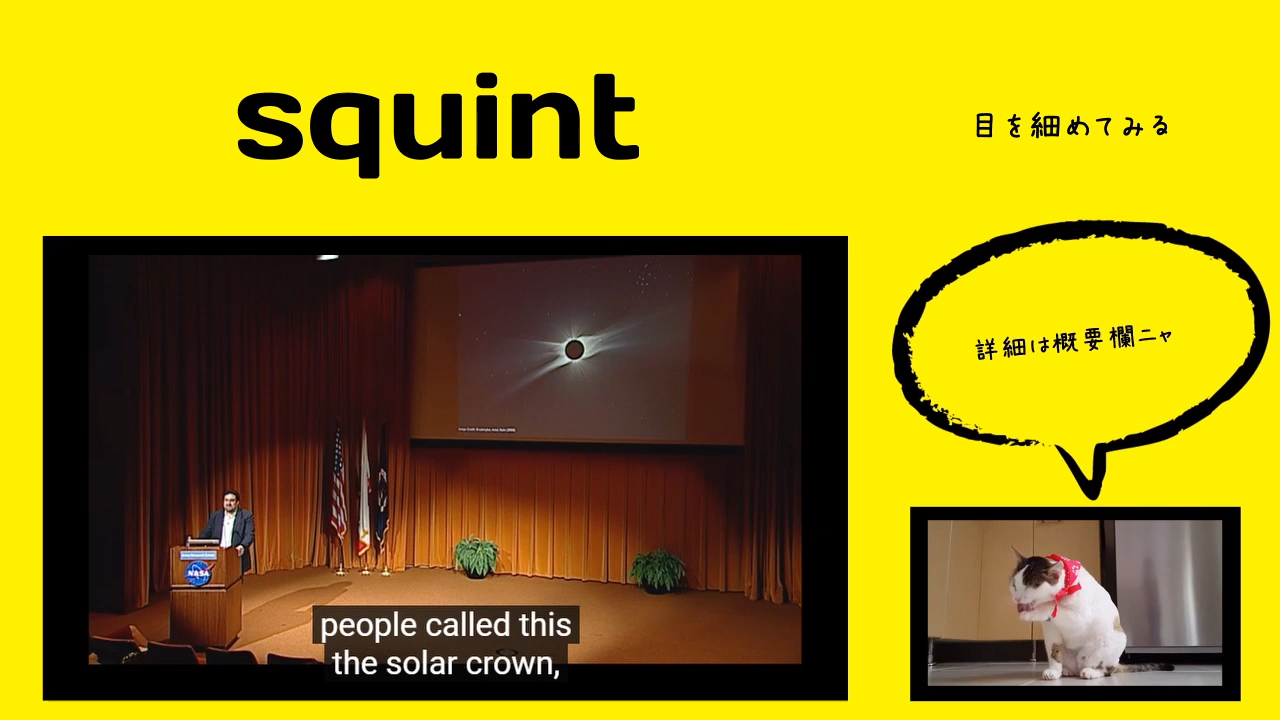 squint
目を細めてみる
詳細は概要欄ニャ
NASA
people called this
the solar crown,